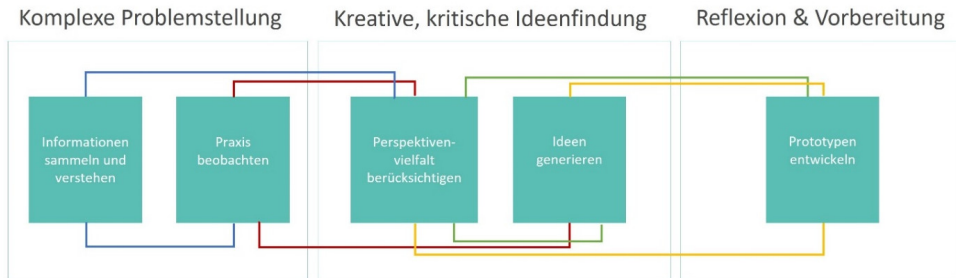 Komplexe Problemstellung
Kreative, kritische Ideenfindung
Reflexion & Vorbereitung
Informationen
sammeln und
verstehen
Praxis
beobachten
Perspektiven-
vielfalt
berücksichtigen
Ideen
generieren
Prototypen
entwickeln